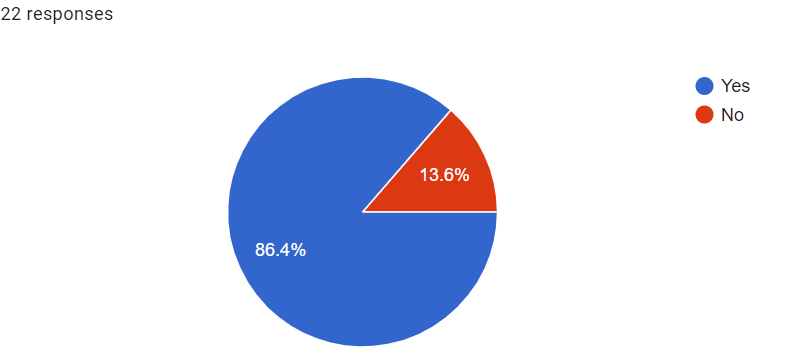 22 responses
Yes
No
13.6%
86.4%